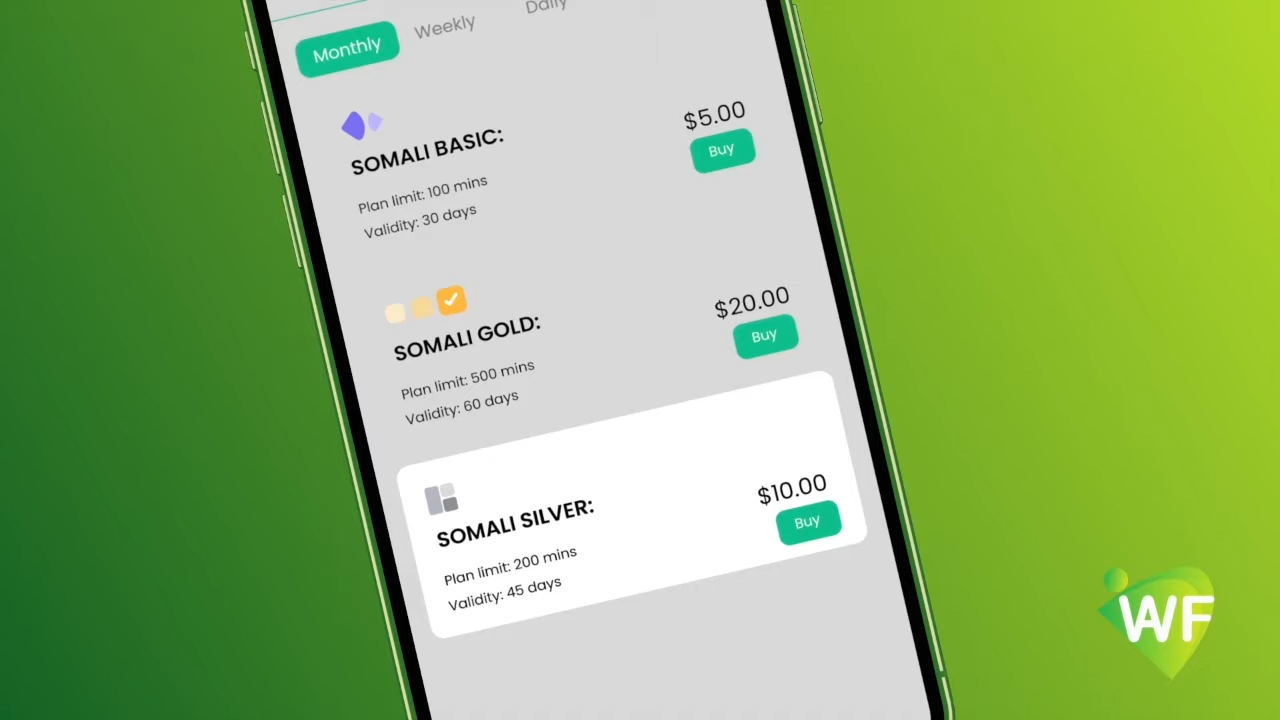 Monthly Weekly Daily
SOMALI BASIC:
Plan limit: 100 mins
Validity: 30 days
$5.00
Buy
SOMALI GOLD:
Plan limit: 500 mins
Validity: 60 days
$20.00
Buy
SOMALI SILVER:
Plan limit: 200 mins
Validity: 45 days
$10.00
Buy
WF